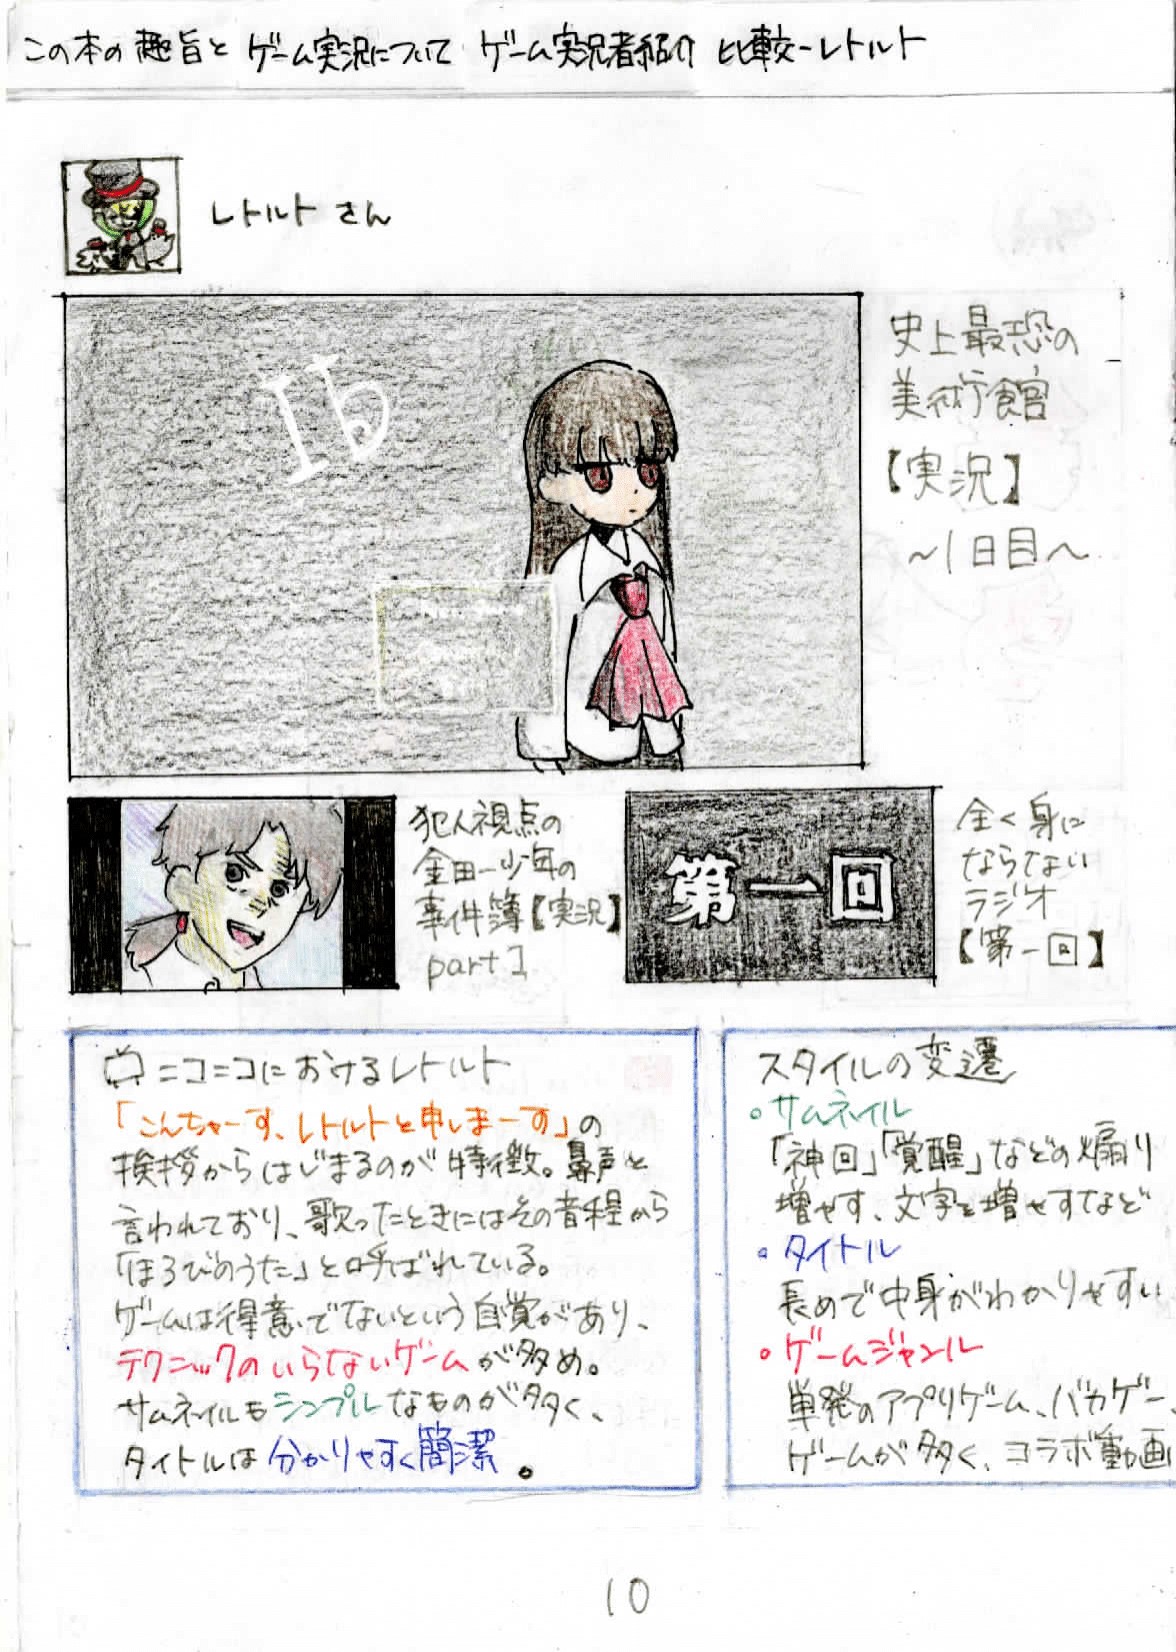 この本の趣旨と ゲーム実況について ゲーム実況者紹介 比較-レトルト
レトルトさん
Ib
史上最恐の
美術館
【実況】
〜1日目〜
犯人視点の
金田一少年の
事件簿【実況】
part1
第一回
全く身に
ならない
ラジオ
【第一回】
ニコニコにおけるレトルト
「こんちゃーす、レトルトと申しまーす」の
挨拶からはじまるのが特徴。鼻声と
言われており、歌ったときにはその音程から
「ほろびのうた」と呼ばれている。
ゲームは得意でないという自覚があり、
テクニックのいらないゲームが多め。
サムネイルもシンプルなものが多く、
タイトルは分かりやすく簡潔。
スタイルの変遷
・サムネイル
「神回」「覚醒」などの煽り
増やす、文字を増やすなど
・タイトル
長めで中身がわかりやすい
・ゲームジャンル
単発のアプリゲーム、バカゲー、
ゲームが多く、コラボ動画
10